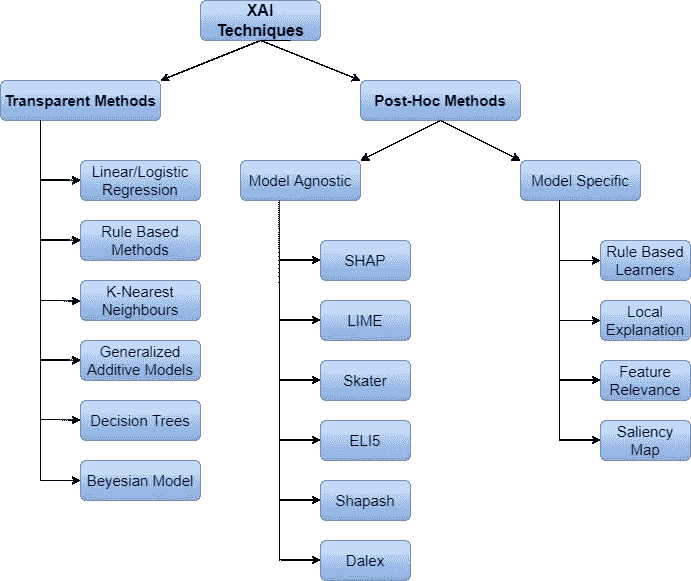 XAI
Techniques
Transparent Methods
Post-Hoc Methods
Linear/Logistic
Regression
Rule Based
Methods
K-Nearest
Neighbours
Generalized
Additive Models
Decision Trees
Beyesian Model
Model Agnostic
SHAP
LIME
Skater
ELI5
Shapash
Dalex
Model Specific
Rule Based
Learners
Local
Explanation
Feature
Relevance
Saliency
Map